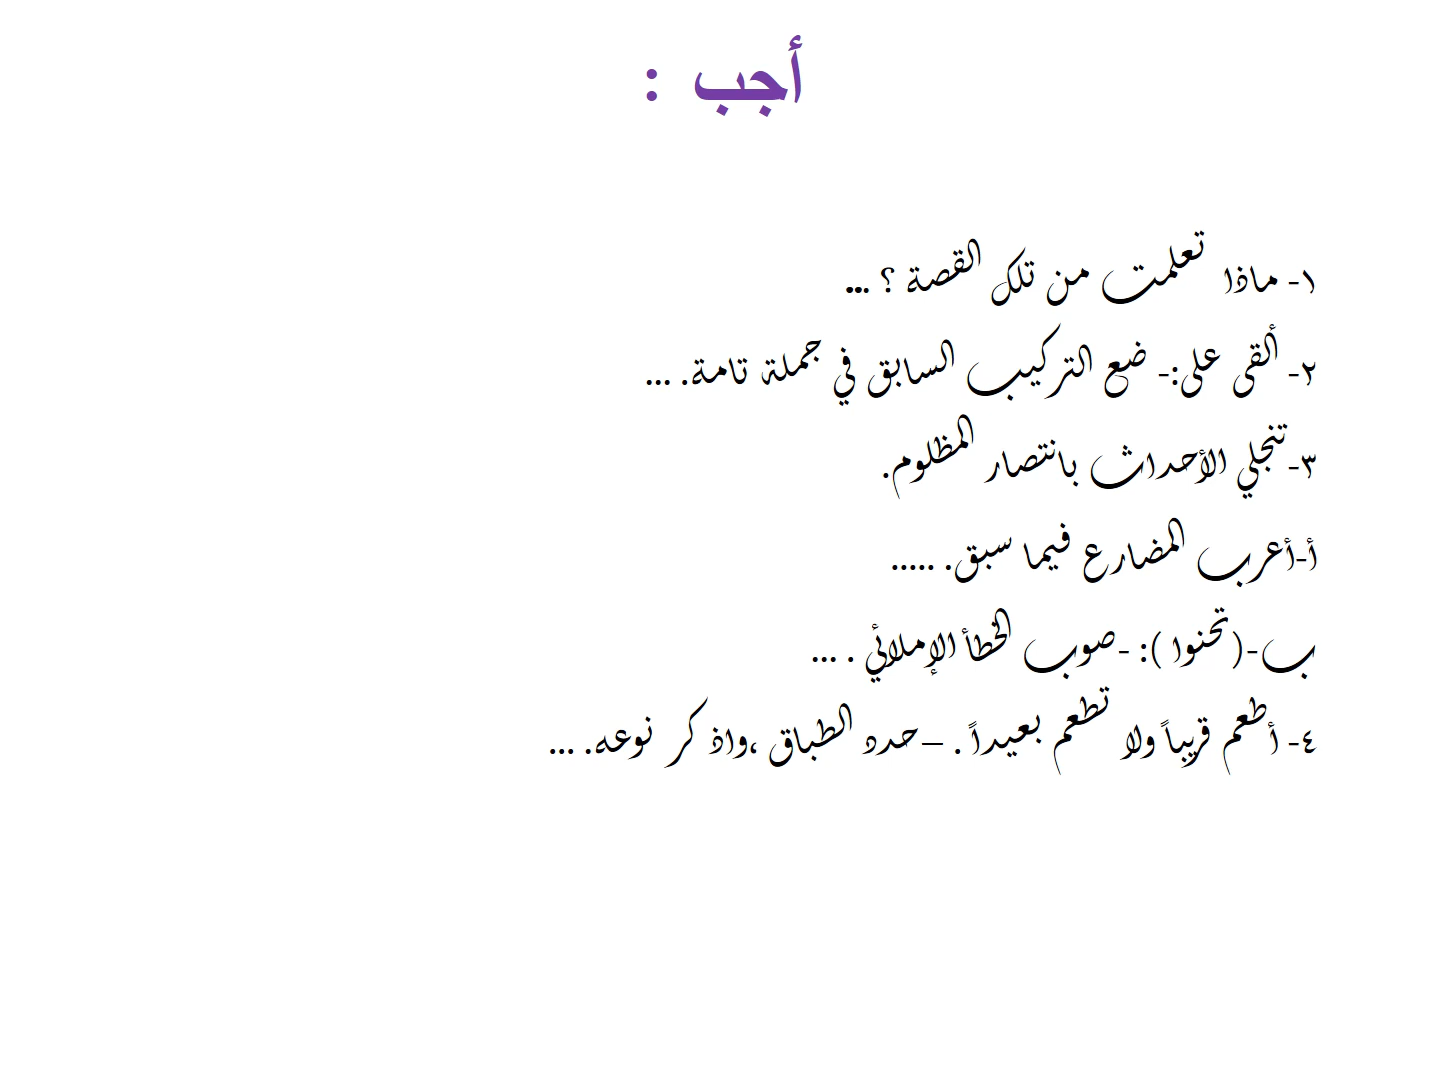 أجب :
١- ماذا تعلمت من تلك القصة ؟ ...
٢- ألقى على:- ضع التركيب السابق في جملة تامة. ...
٣- تنجلي الأحداث بانتصار المظلوم.
أ-أعرب المضارع فيما سبق. .....
ب-(تحنوا ): -صوب الخطأ الإملائي . ...
٤- أطعم قريباً ولا تطعم بعيداً . –حدد الطباق ،واذكر نوعه. ...